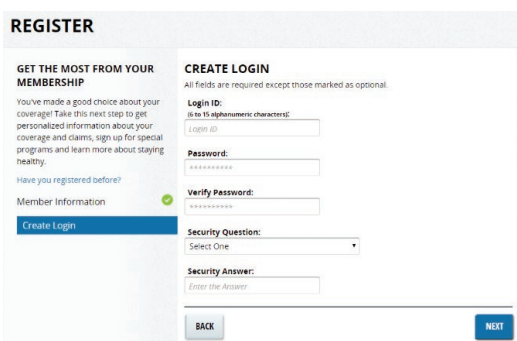 REGISTER
GET THE MOST FROM YOUR
MEMBERSHIP
You've made a good choice about your
coverage! Take this next step to get
personalized information about your
coverage and claims, sign up for special
programs and learn more about staying
healthy.
Have you registered before?
Member Information
Create Login
CREATE LOGIN
All fields are required except those marked as optional.
Login ID:
(6 to 15 alphanumeric characters):
Login ID
Password:
**********
Verify Password:
**********
Security Question:
Select One
Security Answer:
Enter the Answer
BACK
NEXT